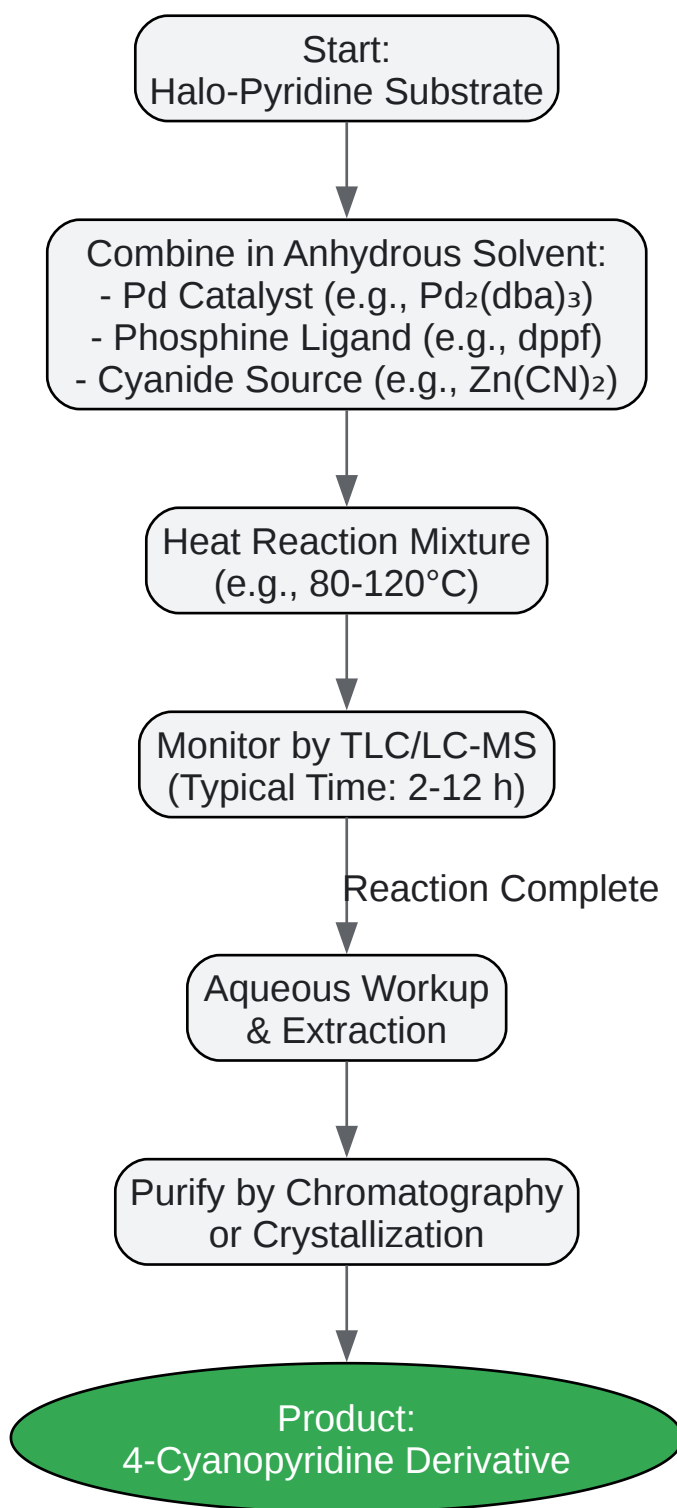 Start:
Halo-Pyridine Substrate
Combine in Anhydrous Solvent:
- Pd Catalyst (e.g., Pd₂(dba)₃)
- Phosphine Ligand (e.g., dppf)
- Cyanide Source (e.g., Zn(CN)₂)
Heat Reaction Mixture
(e.g., 80-120°C)
Monitor by TLC/LC-MS
(Typical Time: 2-12 h)
Reaction Complete
Aqueous Workup
& Extraction
Purify by Chromatography
or Crystallization
Product:
4-Cyanopyridine Derivative